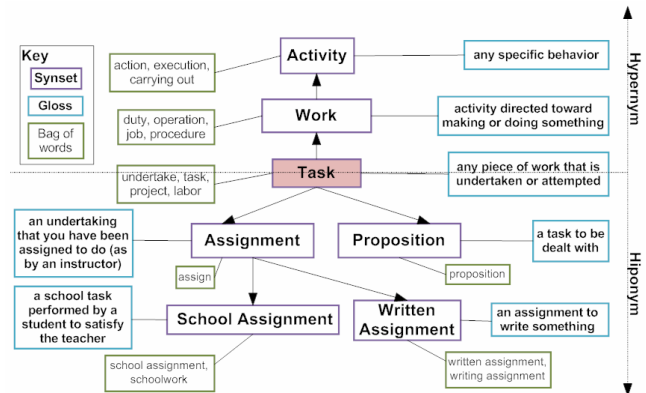 Key
Synset
Gloss
Bag of
words
action, execution,
carrying out
Activity
any specific behavior
duty, operation,
job, procedure
Work
activity directed toward
making or doing something
undertake, task,
project, labor
Task
any piece of work that is
undertaken or attempted
Hypernym
an undertaking
that you have been
assigned to do (as
by an instructor)
Assignment
assign
Proposition
proposition
a task to be
dealt with
a school task
performed by a
student to satisfy
the teacher
School Assignment
school assignment,
schoolwork
Written
Assignment
written assignment,
writing assignment
an assignment to
write something
Hiponym